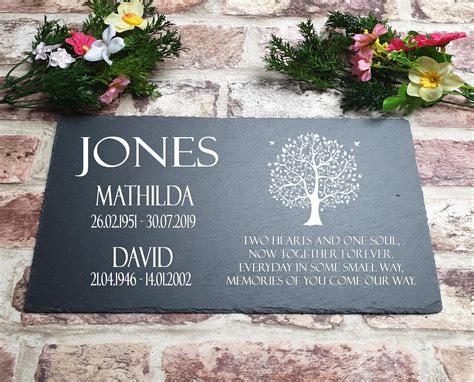 JONES
MATHILDA
26.02.1951 - 30.07.2019
DAVID
21.04.1946 - 14.01.2002
TWO HEARTS AND ONE SOUL,
NOW TOGETHER FOREVER.
EVERYDAY IN SOME SMALL WAY,
MEMORIES OF YOU COME OUR WAY.